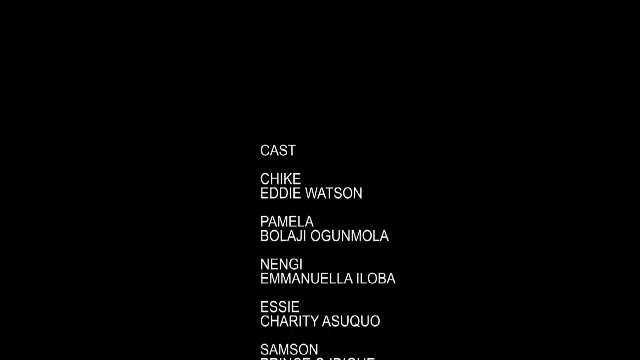 CAST
CHIKE
EDDIE WATSON
PAMELA
BOLAJI OGUNMOLA
NENGI
EMMANUELLA ILOBA
ESSIE
CHARITY ASUQUO
SAMSON